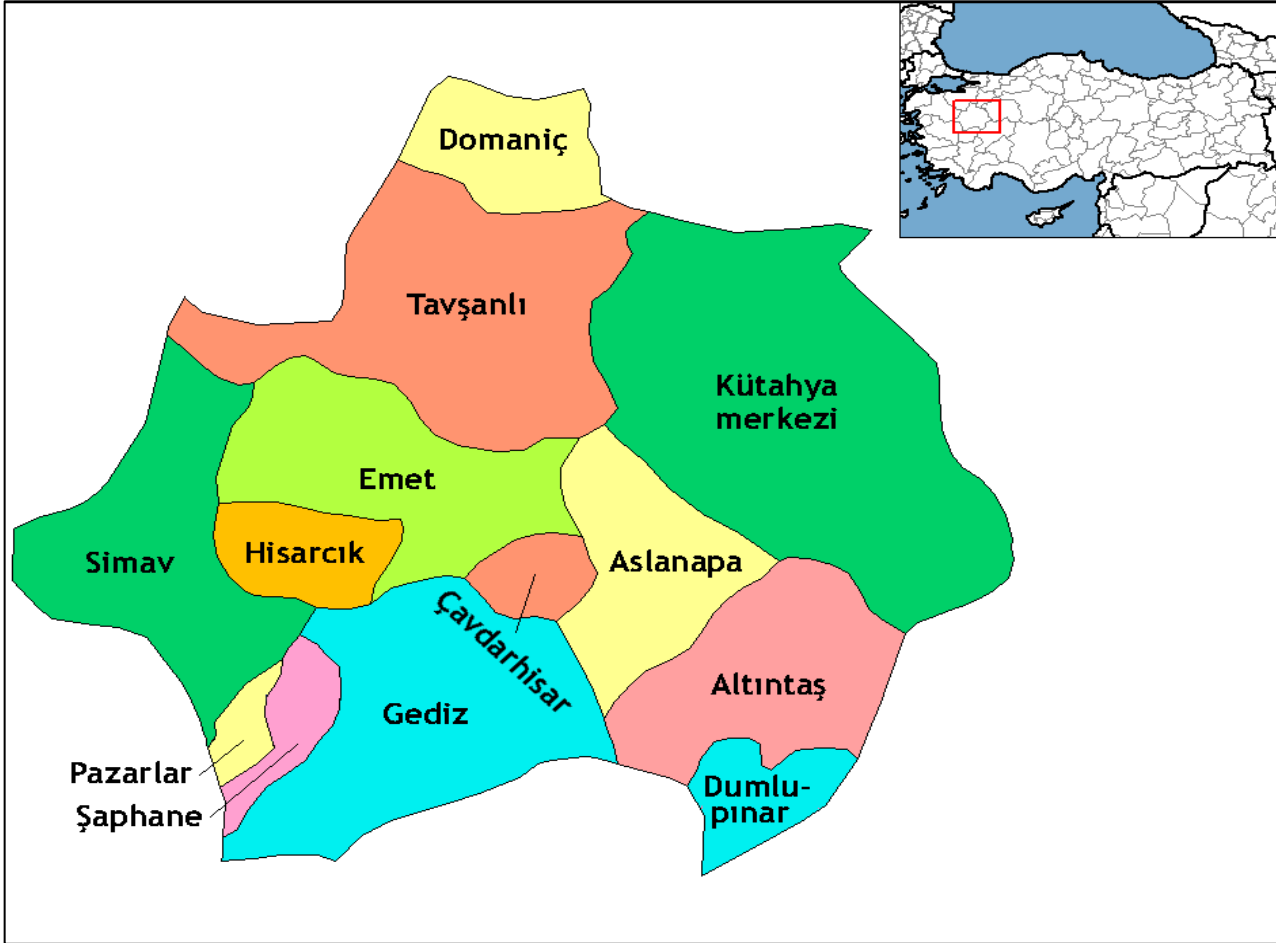 Domaniç
Tavşanlı
Kütahya
merkezi
Emet
Hisarcık
Simav
Aslanapa
Çavdarhisar
Altıntaş
Gediz
Pazarlar
Şaphane
Dumlu-
pınar